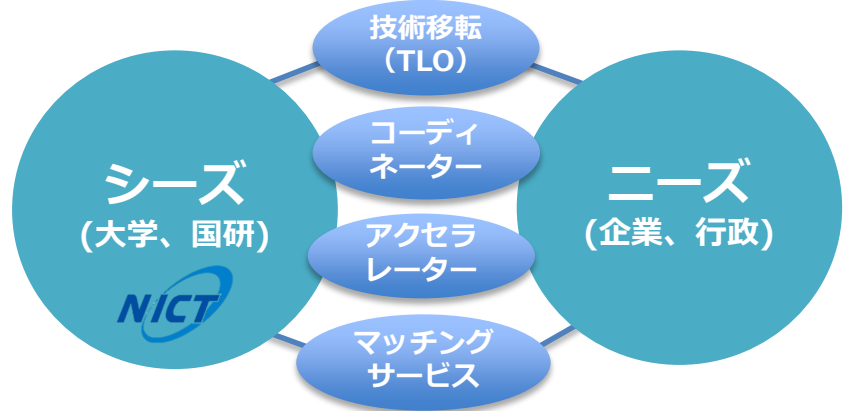 シーズ
(大学、国研)
NICT
技術移転
（TLO）
コーディ
ネーター
アクセラ
レーター
マッチング
サービス
ニーズ
(企業、行政)